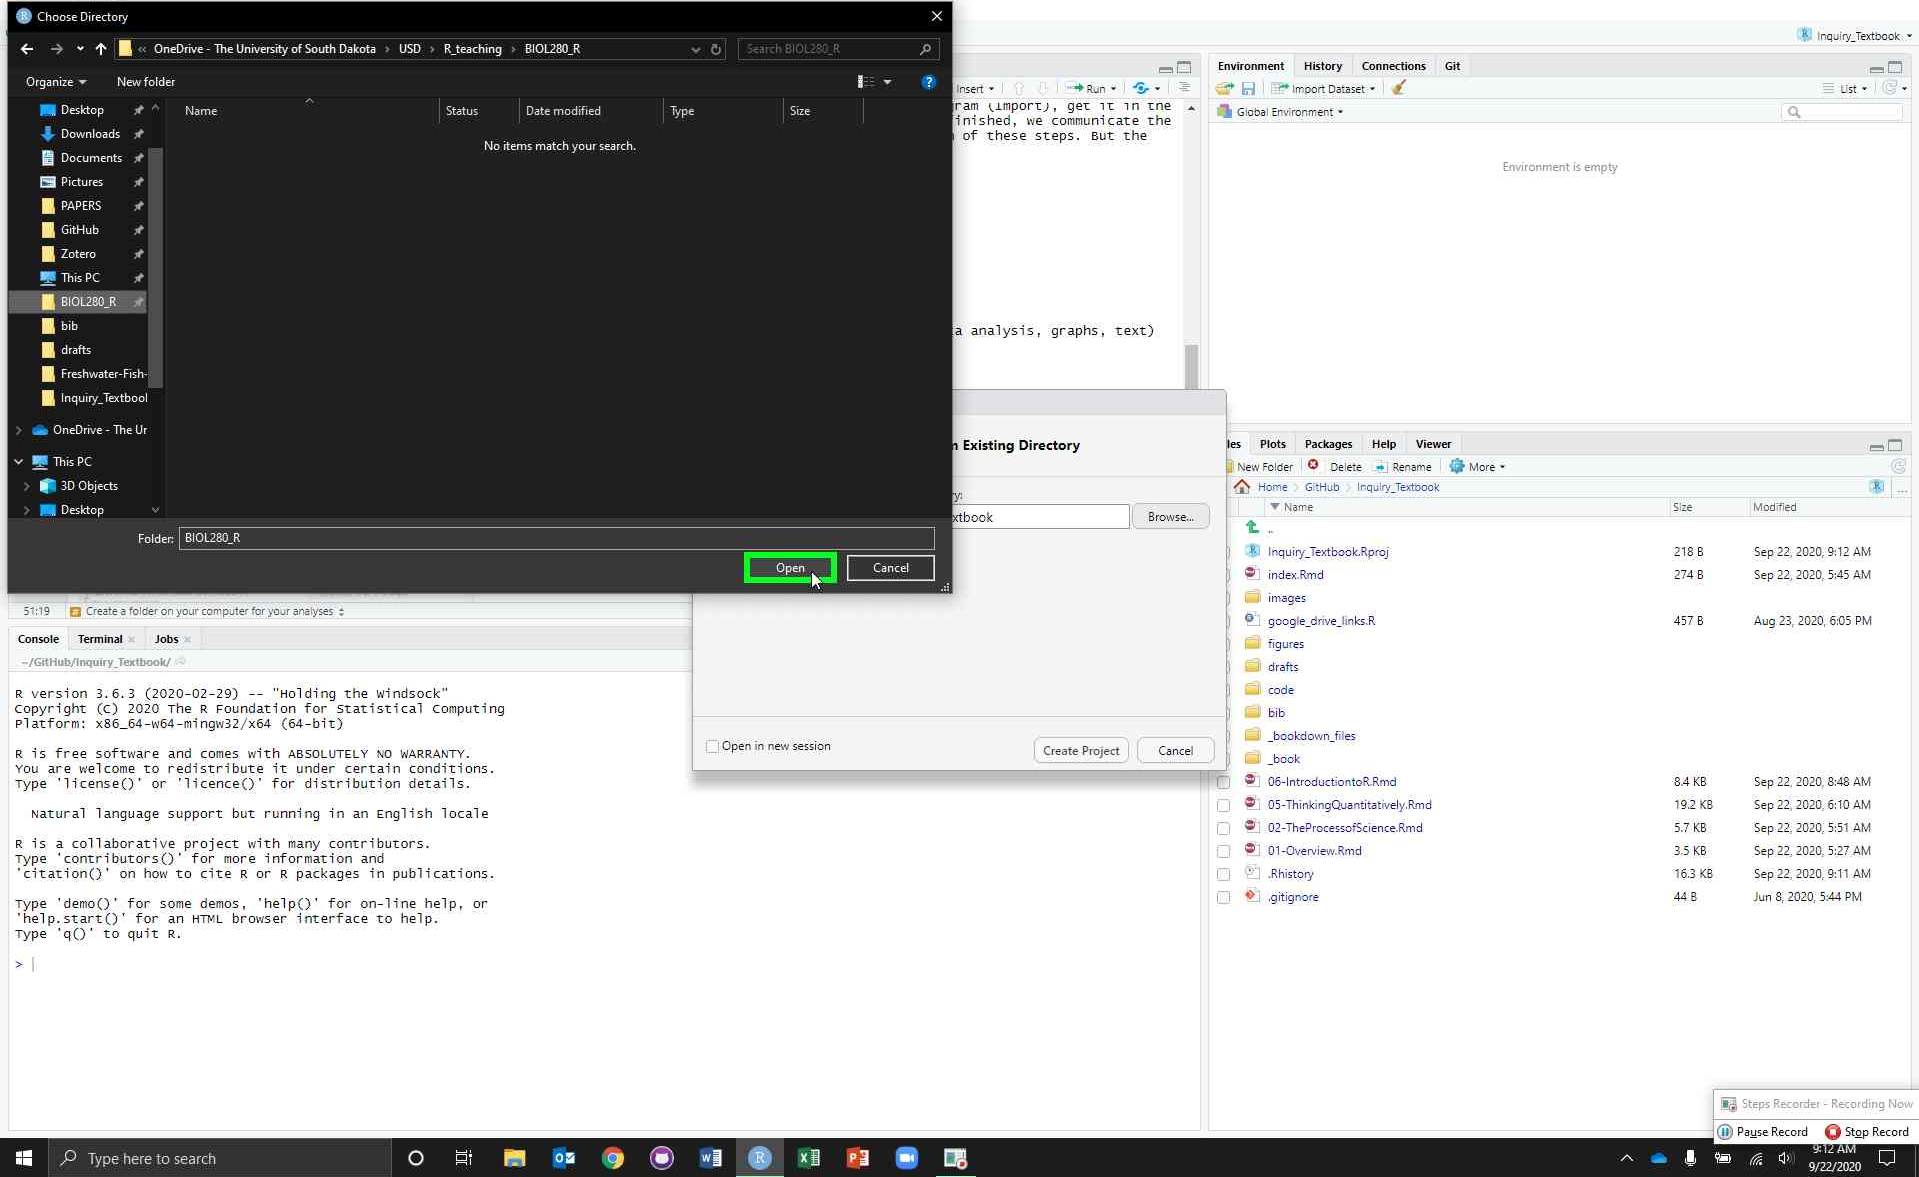 Choose Directory
« OneDrive - The University of South Dakota › USD › R_teaching › BIOL280_R
Search BIOL280_R
Organize
New folder
Desktop
Downloads
Documents
Pictures
PAPERS
GitHub
Zotero
This PC
BIOL280_R
bib
drafts
Freshwater-Fish-
Inquiry_Textbool
OneDrive - The Ur
This PC
3D Objects
Desktop
Name
Status
Date modified
Type
Size
No items match your search.
Folder: BIOL280_R
Open
Cancel
Insert
Run
gram (Import), get it in the
finished, we communicate the
of these steps. But the
ta analysis, graphs, text)
Existing Directory
ry:
xtbook
Browse...
Open in new session
Create Project
Cancel
51:19
Create a folder on your computer for your analyses
Console
Terminal
Jobs
~/GitHub/Inquiry_Textbook/
R version 3.6.3 (2020-02-29) -- "Holding the Windsock"
Copyright (C) 2020 The R Foundation for Statistical Computing
Platform: x86_64-w64-mingw32/x64 (64-bit)
R is free software and comes with ABSOLUTELY NO WARRANTY.
You are welcome to redistribute it under certain conditions.
Type 'license()' or 'licence()' for distribution details.
Natural language support but running in an English locale
R is a collaborative project with many contributors.
Type 'contributors()' for more information and
'citation()' on how to cite R or R packages in publications.
Type 'demo()' for some demos, 'help()' for on-line help, or
'help.start()' for an HTML browser interface to help.
Type 'q()' to quit R.
>
Inquiry_Textbook
Environment
History
Connections
Git
Import Dataset
List
Global Environment
Environment is empty
les
Plots
Packages
Help
Viewer
New Folder
Delete
Rename
More
Home
GitHub
Inquiry_Textbook
...
Name
Size
Modified
..
Inquiry_Textbook.Rproj 218 B Sep 22, 2020, 9:12 AM
index.Rmd 274 B Sep 22, 2020, 5:45 AM
images
google_drive_links.R 457 B Aug 23, 2020, 6:05 PM
figures
drafts
code
bib
_bookdown_files
_book
06-IntroductiontoR.Rmd 8.4 KB Sep 22, 2020, 8:48 AM
05-ThinkingQuantitatively.Rmd 19.2 KB Sep 22, 2020, 6:10 AM
02-TheProcessofScience.Rmd 5.7 KB Sep 22, 2020, 5:51 AM
01-Overview.Rmd 3.5 KB Sep 22, 2020, 5:27 AM
.Rhistory 16.3 KB Sep 22, 2020, 9:11 AM
.gitignore 44 B Jun 8, 2020, 5:44 PM
Steps Recorder - Recording Now
Pause Record
Stop Record
Type here to search
9:12 AM
9/22/2020